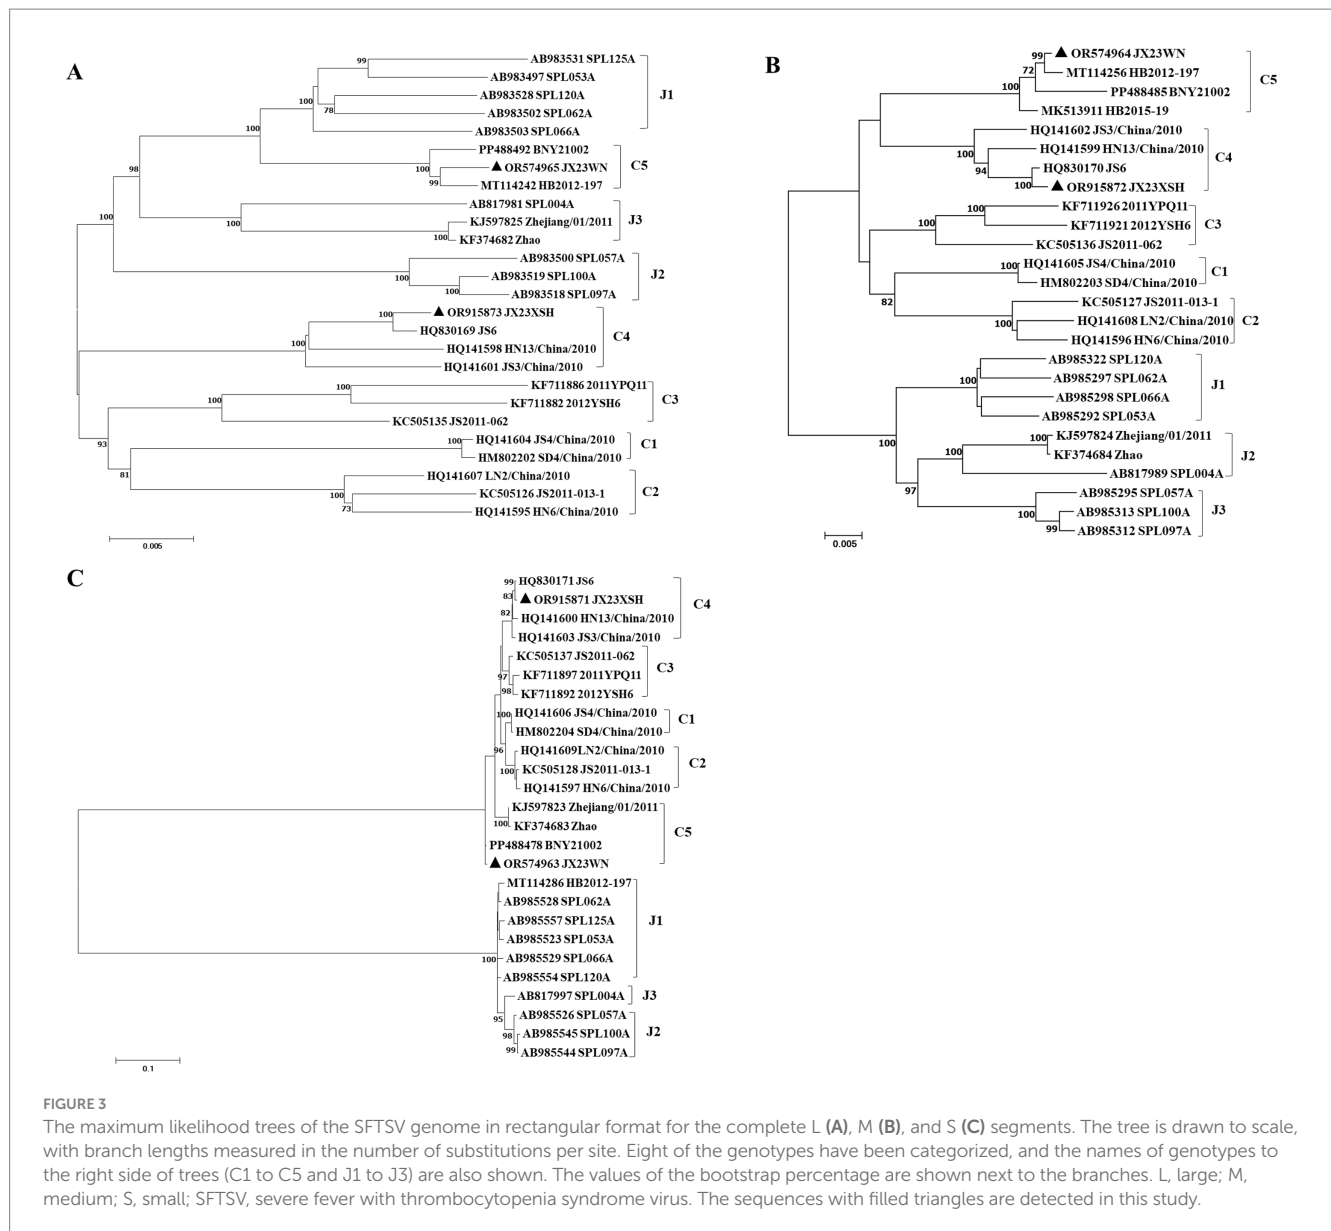 A
99
AB983531 SPL125A
AB983497 SPL053A
100
AB983528 SPL120A
78
AB983502 SPL062A
J1
100
AB983503 SPL066A
PP488492 BNY21002
100
OR574965 JX23WN
99
MT114242 HB2012-197
C5
98
AB817981 SPL004A
100
KJ597825 Zhejiang/01/2011
100
KF374682 Zhao
J3
100
AB983500 SPL057A
100
AB983519 SPL100A
100
AB983518 SPL097A
J2
OR915873 JX23XSH
100
HQ830169 JS6
100
HQ141598 HN13/China/2010
HQ141601 JS3/China/2010
C4
KF711886 2011YPQ11
100
KF711882 2012YSH6
100
KC505135 JS2011-062
C3
93
HQ141604 JS4/China/2010
100
HM802202 SD4/China/2010
C1
81
HQ141607 LN2/China/2010
100
KC505126 JS2011-013-1
73
HQ141595 HN6/China/2010
C2
0.005
B
99
OR574964 JX23WN
72
MT114256 HB2012-197
100
PP488485 BNY21002
MK513911 HB2015-19
C5
HQ141602 JS3/China/2010
100
HQ141599 HN13/China/2010
94
HQ830170 JS6
100
OR915872 JX23XSH
C4
KF711926 2011YPQ11
100
KF711921 2012YSH6
100
KC505136 JS2011-062
C3
HQ141605 JS4/China/2010
100
HM802203 SD4/China/2010
C1
82
KC505127 JS2011-013-1
HQ141608 LN2/China/2010
100
HQ141596 HN6/China/2010
C2
AB985322 SPL120A
100
AB985297 SPL062A
AB985298 SPL066A
AB985292 SPL053A
J1
100
KJ597824 Zhejiang/01/2011
100
KF374684 Zhao
100
AB817989 SPL004A
J2
97
AB985295 SPL057A
100
AB985313 SPL100A
99
AB985312 SPL097A
J3
0.005
C
99
HQ830171 JS6
83
OR915871 JX23XSH
82
HQ141600 HN13/China/2010
HQ141603 JS3/China/2010
C4
KC505137 JS2011-062
97
KF711897 2011YPQ11
98
KF711892 2012YSH6
C3
100
HQ141606 JS4/China/2010
HM802204 SD4/China/2010
C1
96
HQ141609LN2/China/2010
100
KC505128 JS2011-013-1
HQ141597 HN6/China/2010
C2
KJ597823 Zhejiang/01/2011
100
KF374683 Zhao
PP488478 BNY21002
OR574963 JX23WN
C5
MT114286 HB2012-197
AB985528 SPL062A
AB985557 SPL125A
AB985523 SPL053A
100
AB985529 SPL066A
AB985554 SPL120A
J1
AB817997 SPL004A
J3
95
AB985526 SPL057A
98
AB985545 SPL100A
99
AB985544 SPL097A
J2
0.1
FIGURE 3
The maximum likelihood trees of the SFTSV genome in rectangular format for the complete L (A), M (B), and S (C) segments. The tree is drawn to scale,
with branch lengths measured in the number of substitutions per site. Eight of the genotypes have been categorized, and the names of genotypes to
the right side of trees (C1 to C5 and J1 to J3) are also shown. The values of the bootstrap percentage are shown next to the branches. L, large; M,
medium; S, small; SFTSV, severe fever with thrombocytopenia syndrome virus. The sequences with filled triangles are detected in this study.